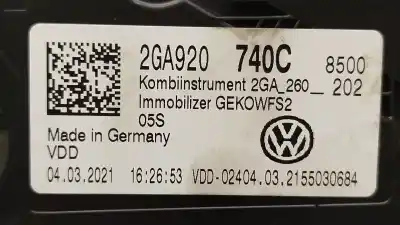 2GA920 740C 8500
Kombiinstrument 2GA_260__ 202
Immobilizer GEKOWFS2
05S
Made in Germany
VDD
04.03.2021 16:26:53 VDD-02404.03.2155030684